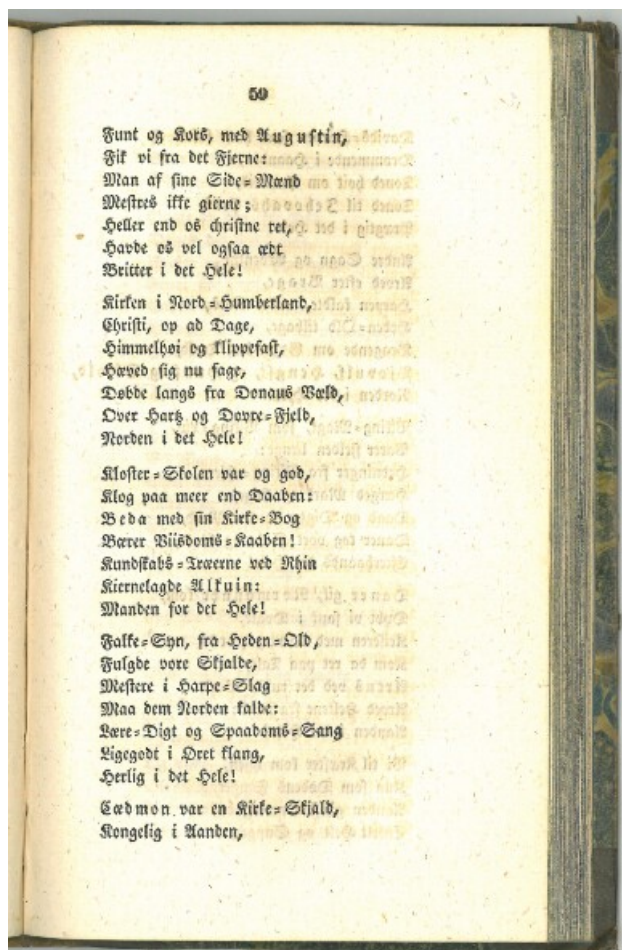 59
Funt og Kors, med Augustin,
Fik vi fra det Fjerne:
Man af sine Side-Mænd
Mestres ikke gierne;
Heller end os christne ret,
Havde os vel ogsaa ædt
Britter i det Hele!
Kirken i Nord-Humberland,
Christi, op ad Dage,
Himmelhøi og klippefast,
Hæved sig nu fage,
Døbde langs fra Donaus Væld,
Over Hartz og Dovre-Fjeld,
Norden i det Hele!
Kloster-Skolen var og god,
Klog paa meer end Daaben:
Beda med sin Kirke-Bog
Bærer Viisdoms-Kaaben!
Kundskabs-Træerne ved Rhin
Kiernelagde Alkuin:
Manden for det Hele!
Falke-Syn, fra Heden-Old,
Fulgde vore Skjalde,
Mestere i Harpe-Slag
Maa dem Norden kalde:
Lære-Digt og Spaadoms-Sang
Ligegodt i Øret klang,
Herlig i det Hele!
Cædmon var en Kirke-Skjald,
Kongelig i Aanden,